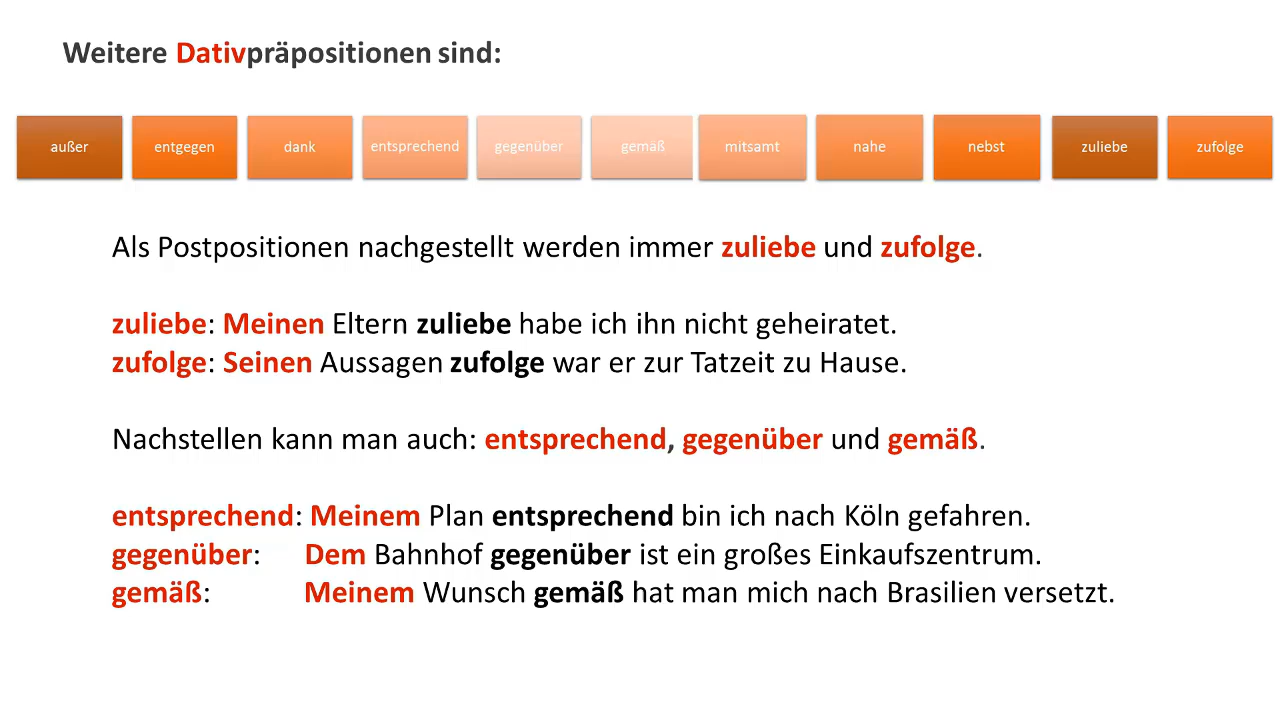 Weitere Dativpräpositionen sind:
außer entgegen dank entsprechend gegenüber gemäß mitsamt nahe nebst zuliebe zufolge
Als Postpositionen nachgestellt werden immer zuliebe und zufolge.
zuliebe: Meinen Eltern zuliebe habe ich ihn nicht geheiratet.
zufolge: Seinen Aussagen zufolge war er zur Tatzeit zu Hause.
Nachstellen kann man auch: entsprechend, gegenüber und gemäß.
entsprechend: Meinem Plan entsprechend bin ich nach Köln gefahren.
gegenüber: Dem Bahnhof gegenüber ist ein großes Einkaufszentrum.
gemäß: Meinem Wunsch gemäß hat man mich nach Brasilien versetzt.